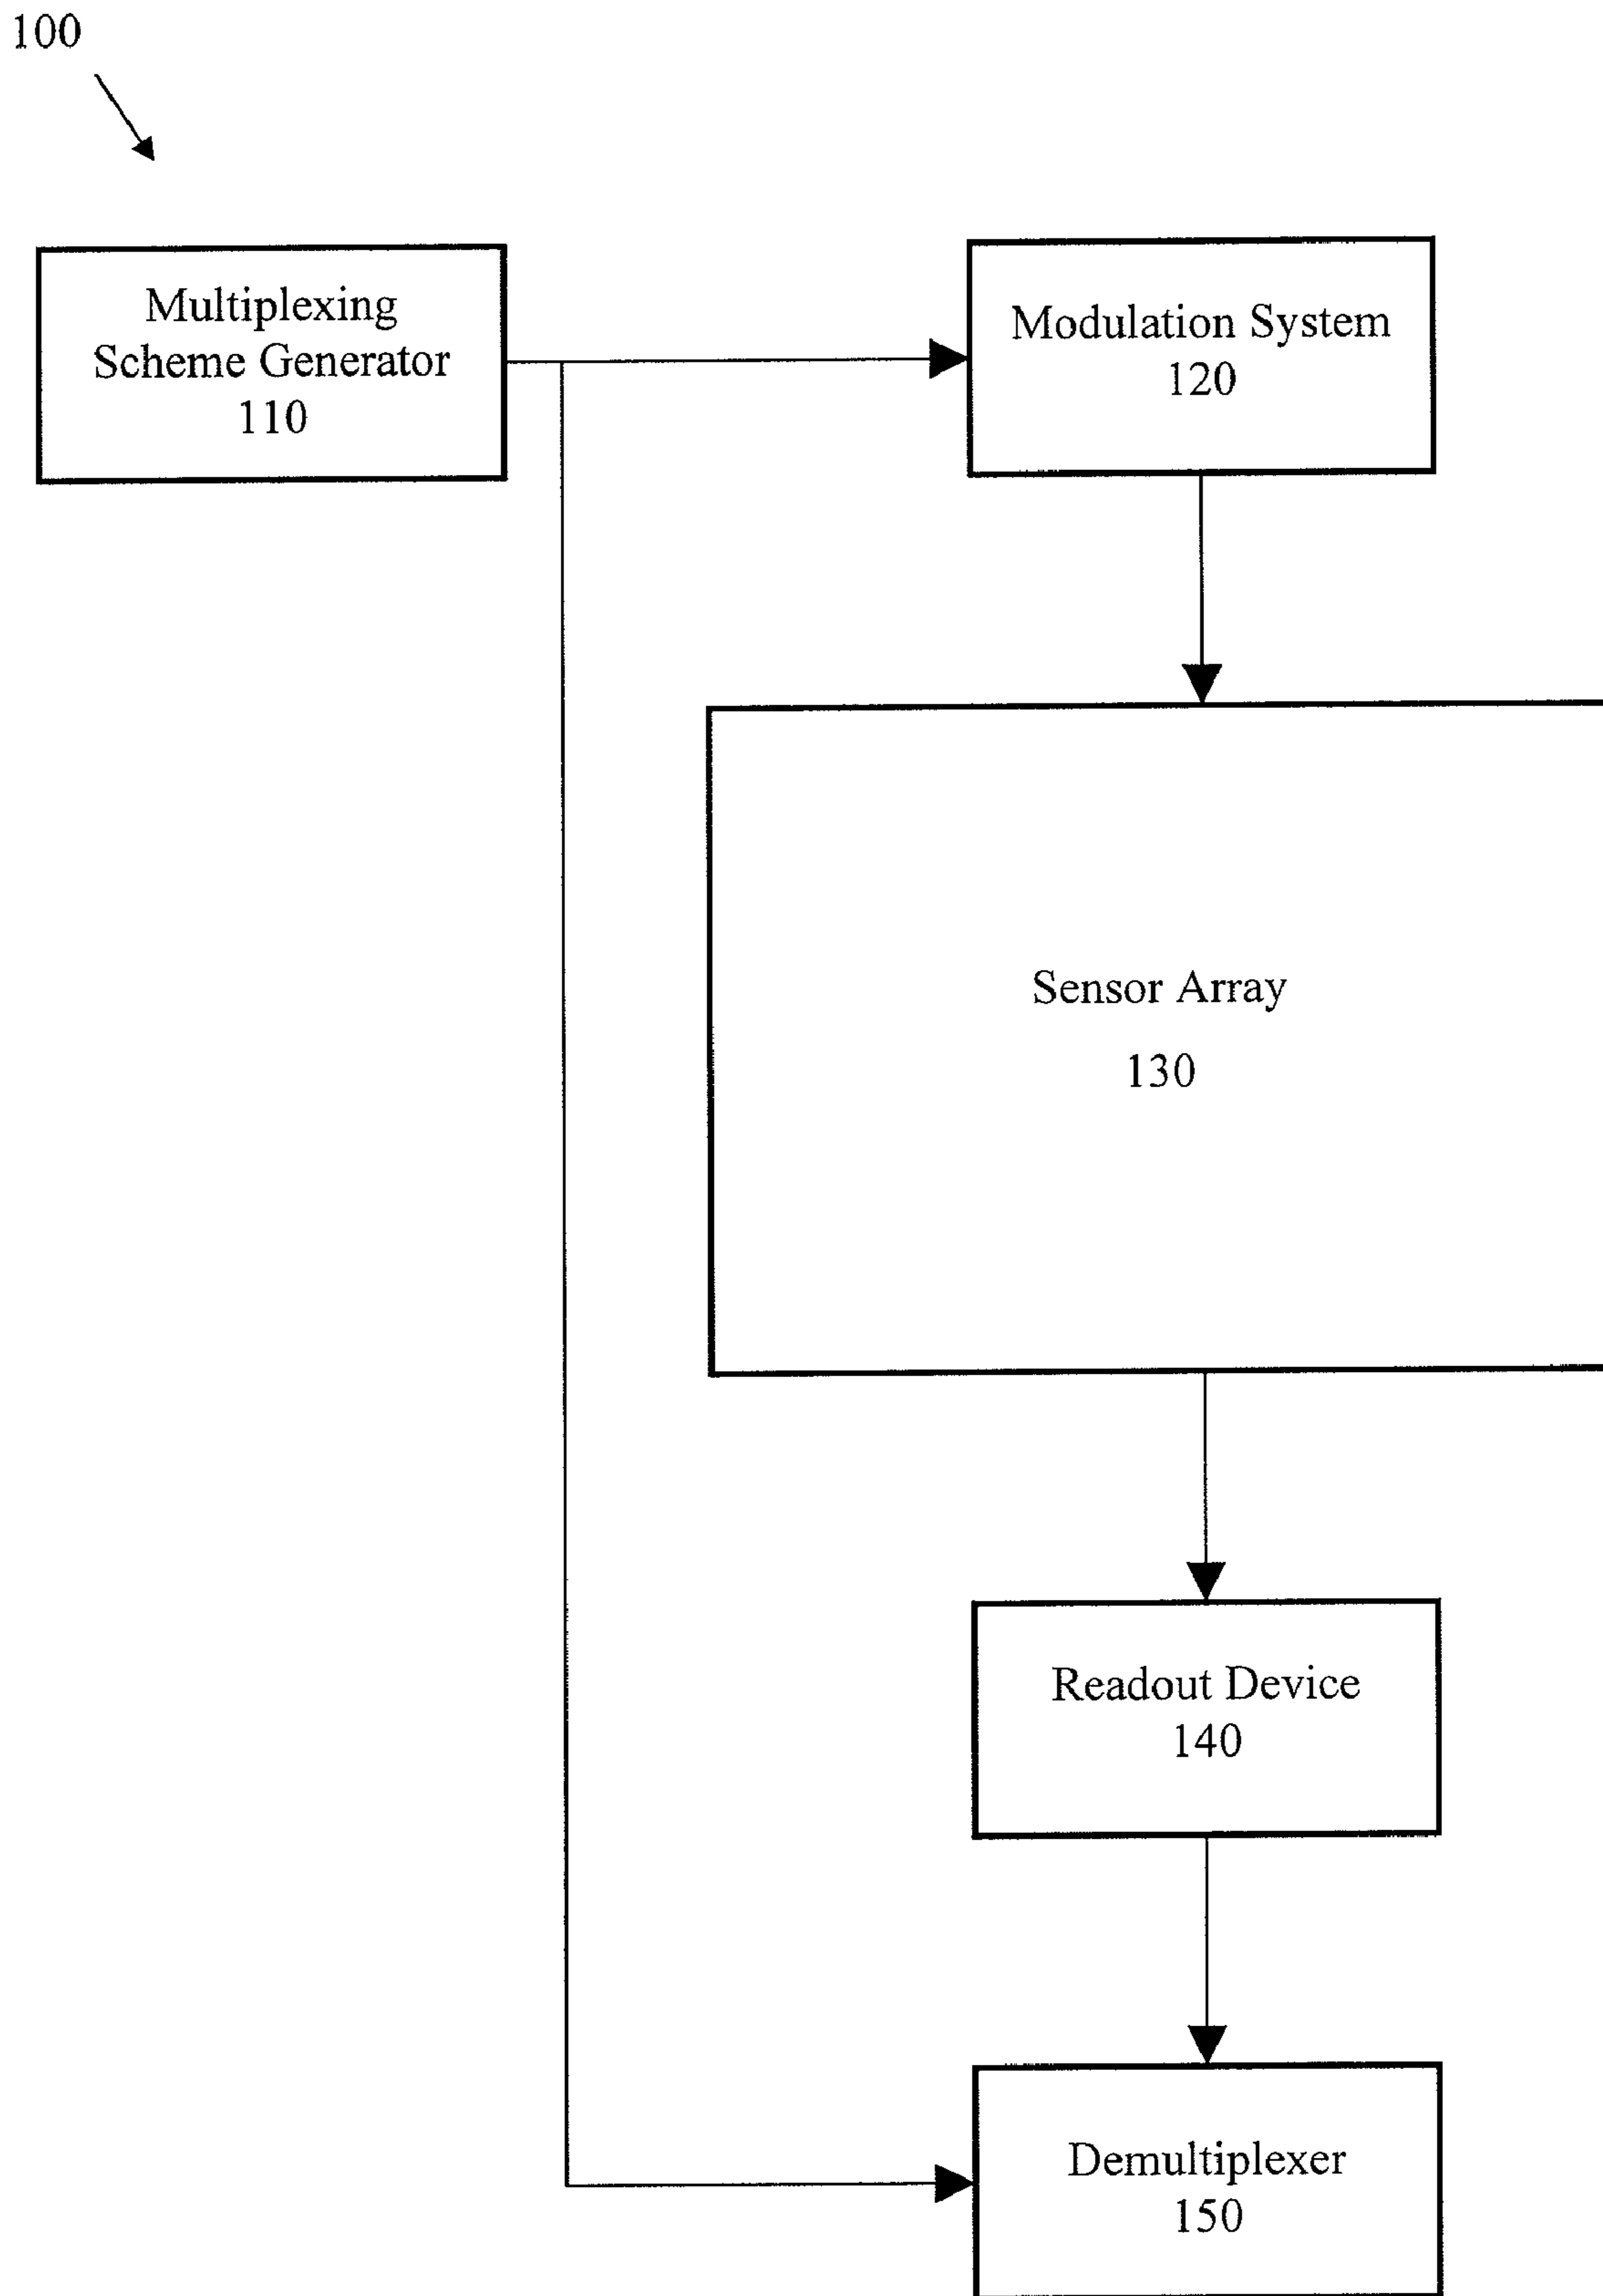 100
Multiplexing
Scheme Generator
110
Modulation System
120
Sensor Array
130
Readout Device
140
Demultiplexer
150